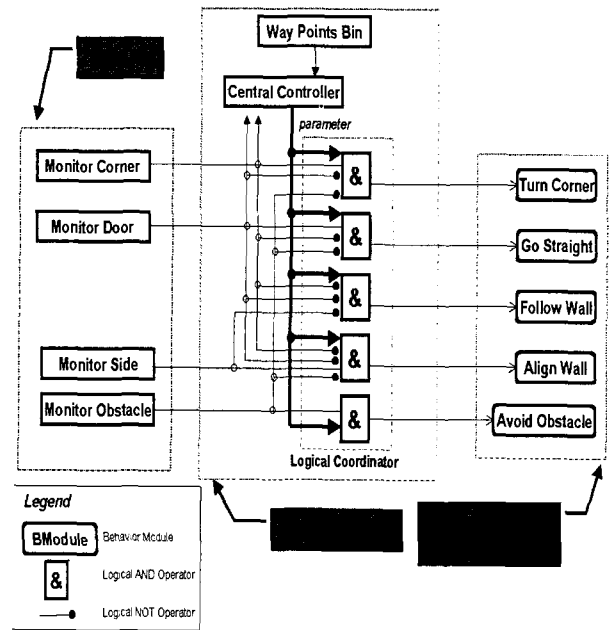 Way Points Bin
Central Controller
parameter
Monitor Corner
&
Turn Corner
Monitor Door
&
Go Straight
&
Follow Wall
Monitor Side
&
Align Wall
Monitor Obstacle
&
Avoid Obstacle
Logical Coordinator
Legend
BModule
Behavior Module
&
Logical AND Operator
Logical NOT Operator